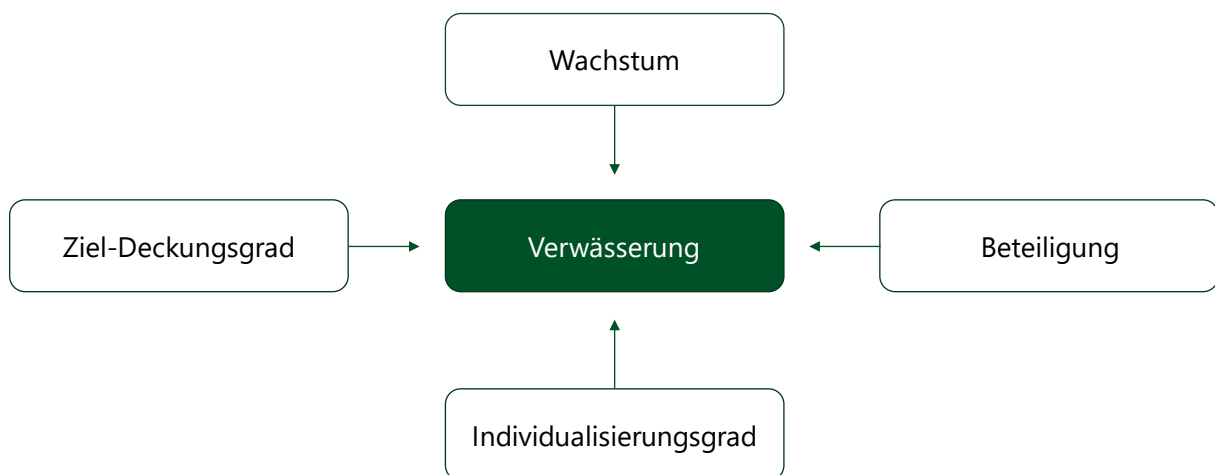 Wachstum
Ziel-Deckungsgrad
Verwässerung
Beteiligung
Individualisierungsgrad